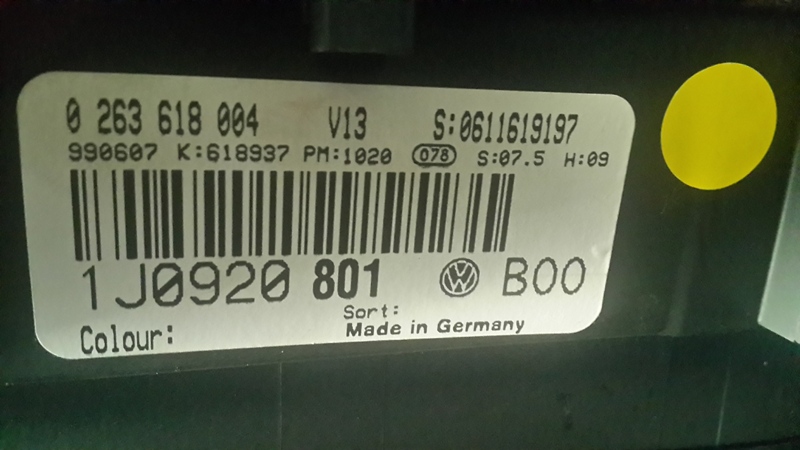 0 263 618 004 V13 S:0611619197
990607 K:618937 PM:1020 078 S:07.5 H:09
1J0920 801 VW B00
Sort:
Colour: Made in Germany